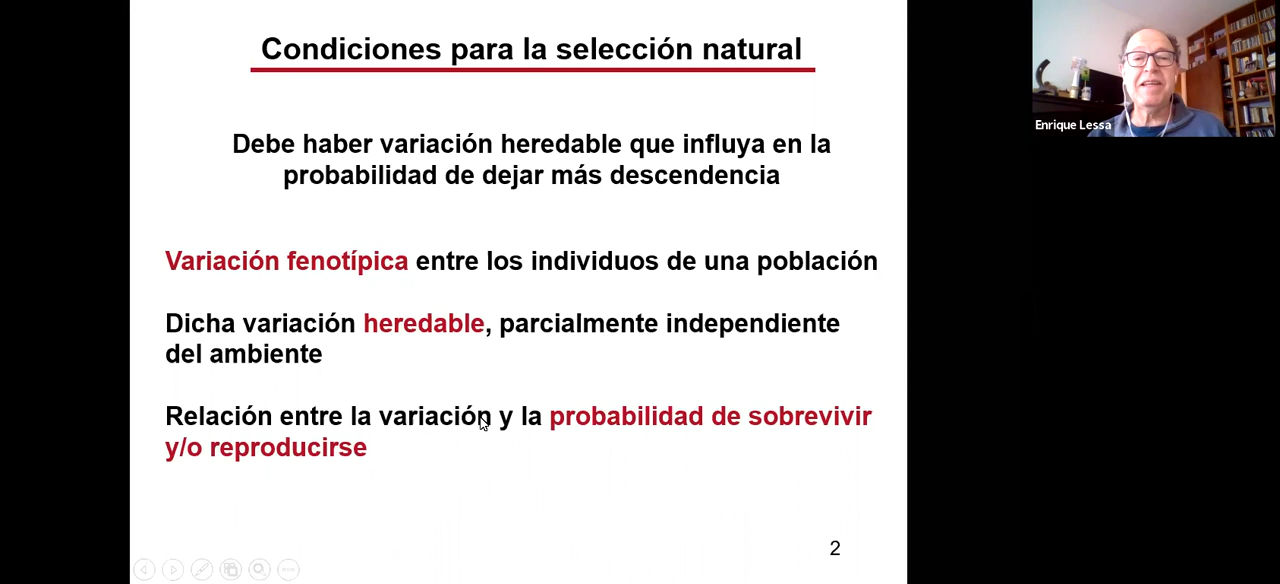 Condiciones para la selección natural
Debe haber variación heredable que influya en la
probabilidad de dejar más descendencia
Variación fenotípica entre los individuos de una población
Dicha variación heredable, parcialmente independiente
del ambiente
Relación entre la variación y la probabilidad de sobrevivir
y/o reproducirse
2
Enrique Lessa